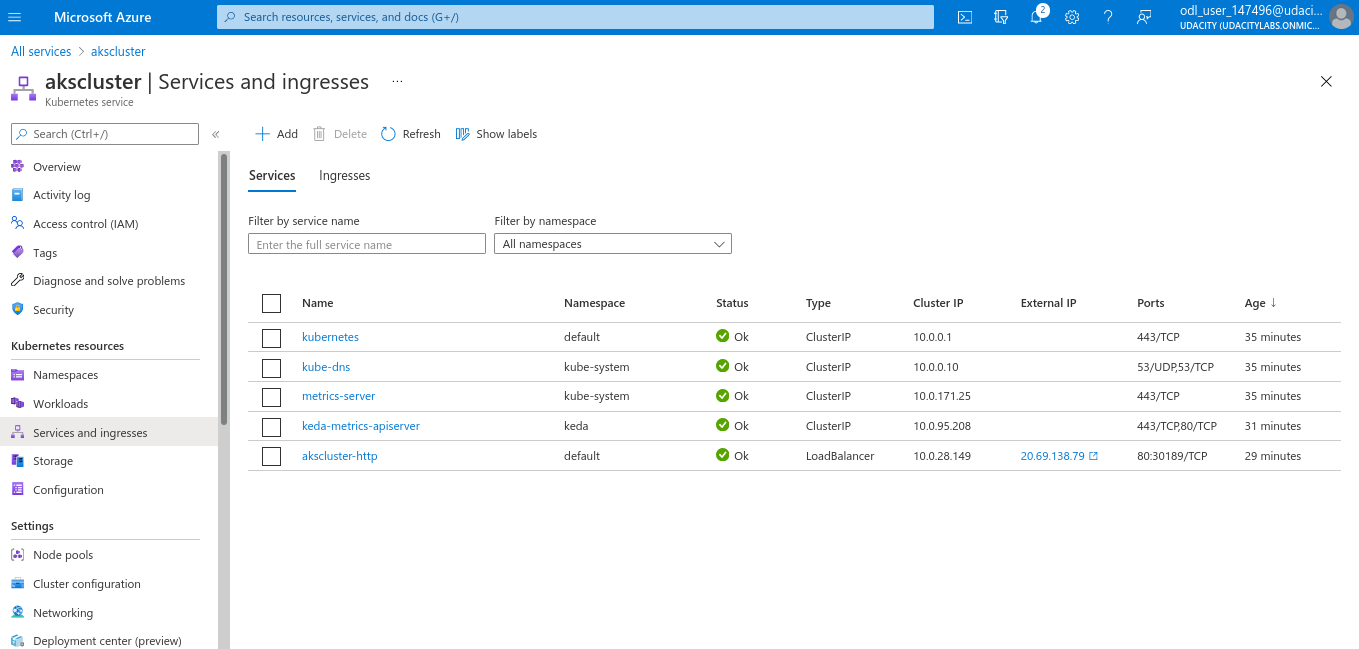 Microsoft Azure
Search resources, services, and docs (G+/)
2
odl_user_147496@udaci...
UDACITY (UDACITYLABS.ONMIC...
All services > akscluster
akscluster | Services and ingresses ...
Kubernetes service
Search (Ctrl+/)
«
Add
Delete
Refresh
Show labels
Overview
Activity log
Access control (IAM)
Tags
Diagnose and solve problems
Security
Kubernetes resources
Namespaces
Workloads
Services and ingresses
Storage
Configuration
Settings
Node pools
Cluster configuration
Networking
Deployment center (preview)
Services Ingresses
Filter by service name Filter by namespace
Enter the full service name All namespaces
Name Namespace Status Type Cluster IP External IP Ports Age ↓
kubernetes default Ok ClusterIP 10.0.0.1 443/TCP 35 minutes
kube-dns kube-system Ok ClusterIP 10.0.0.10 53/UDP,53/TCP 35 minutes
metrics-server kube-system Ok ClusterIP 10.0.171.25 443/TCP 35 minutes
keda-metrics-apiserver keda Ok ClusterIP 10.0.95.208 443/TCP,80/TCP 31 minutes
akscluster-http default Ok LoadBalancer 10.0.28.149 20.69.138.79 80:30189/TCP 29 minutes